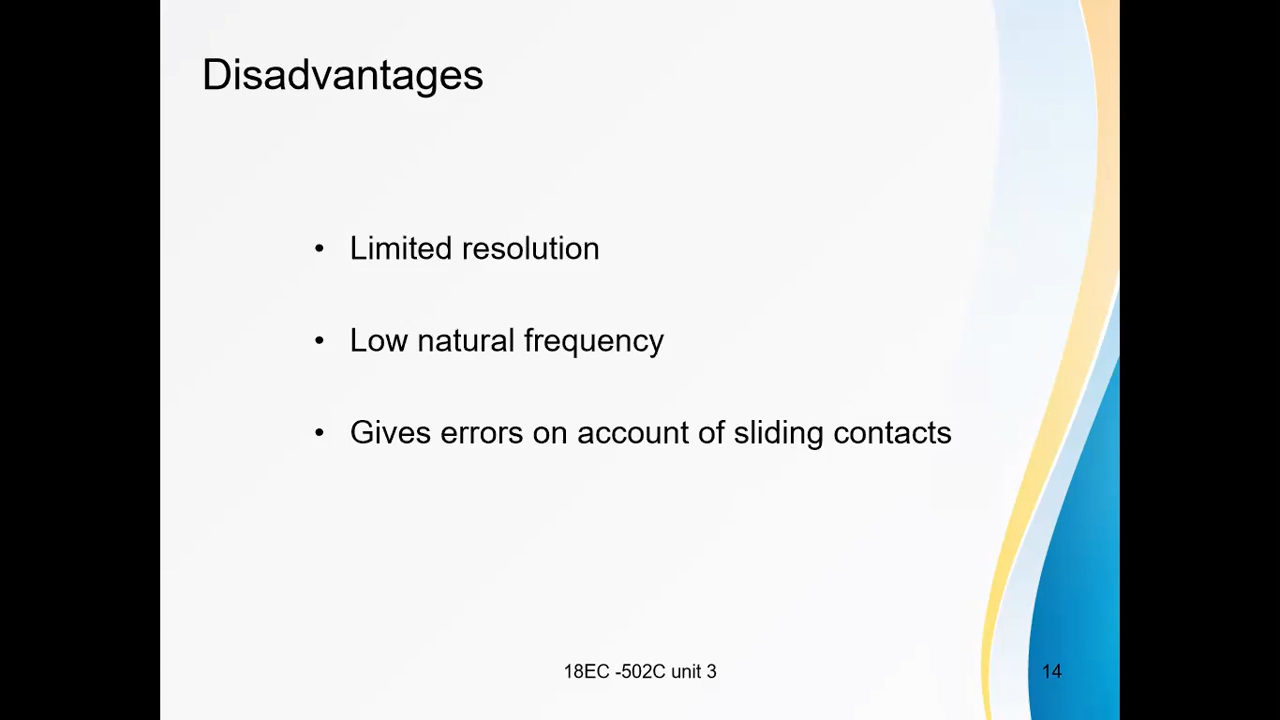 Disadvantages
• Limited resolution
• Low natural frequency
• Gives errors on account of sliding contacts
18EC -502C unit 3
14